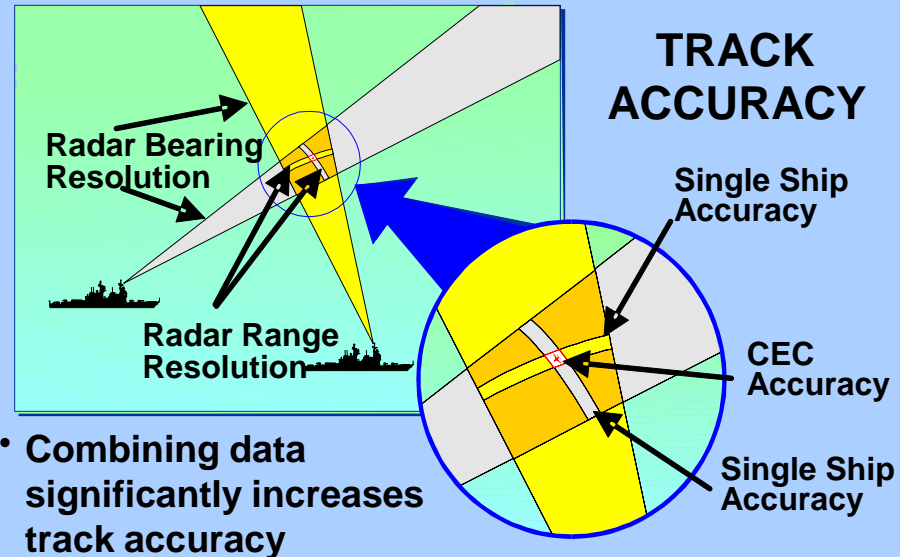 TRACK
ACCURACY
Radar Bearing
Resolution
Single Ship
Accuracy
Radar Range
Resolution
CEC
Accuracy
Single Ship
Accuracy
• Combining data
significantly increases
track accuracy